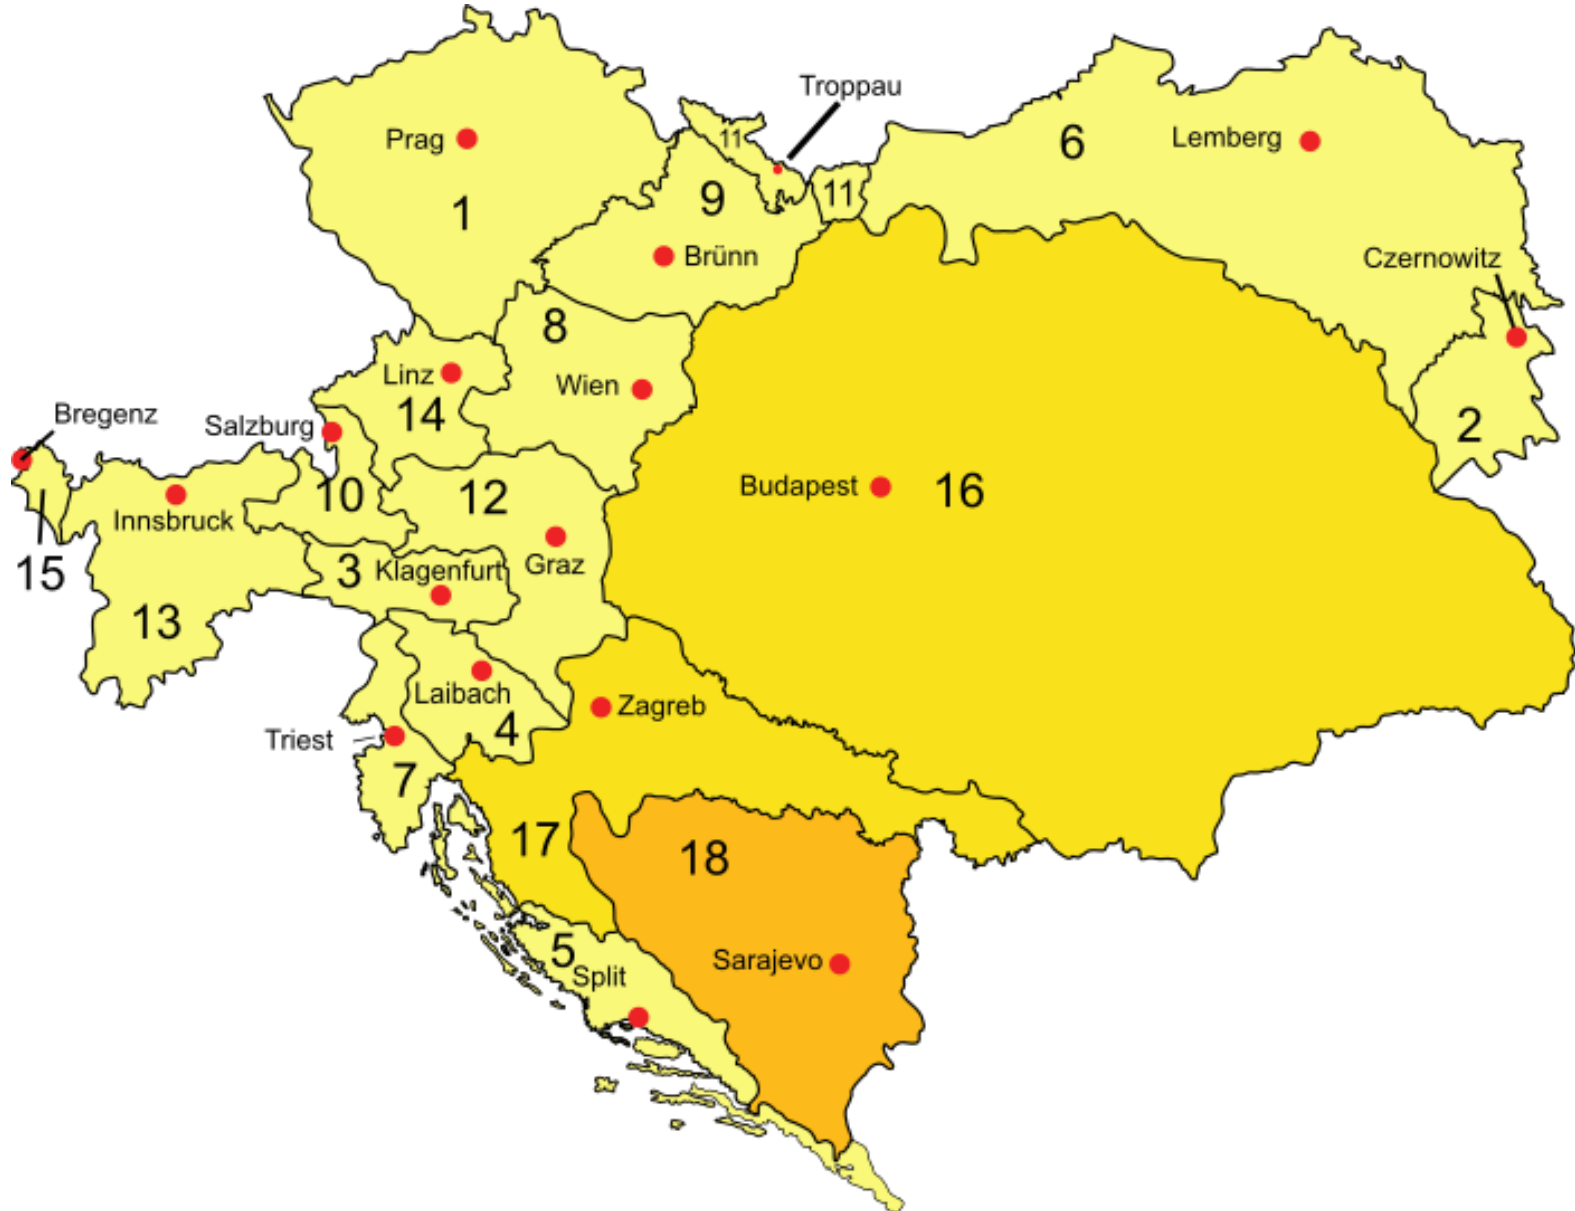 Troppau
Prag
11
6
Lemberg
1
9
11
Brünn
Czernowitz
8
Linz
Wien
14
Bregenz
Salzburg
2
Budapest
16
10
12
Innsbruck
15
3
Klagenfurt
Graz
13
Laibach
Zagreb
Triest
4
7
17
18
5
Split
Sarajevo